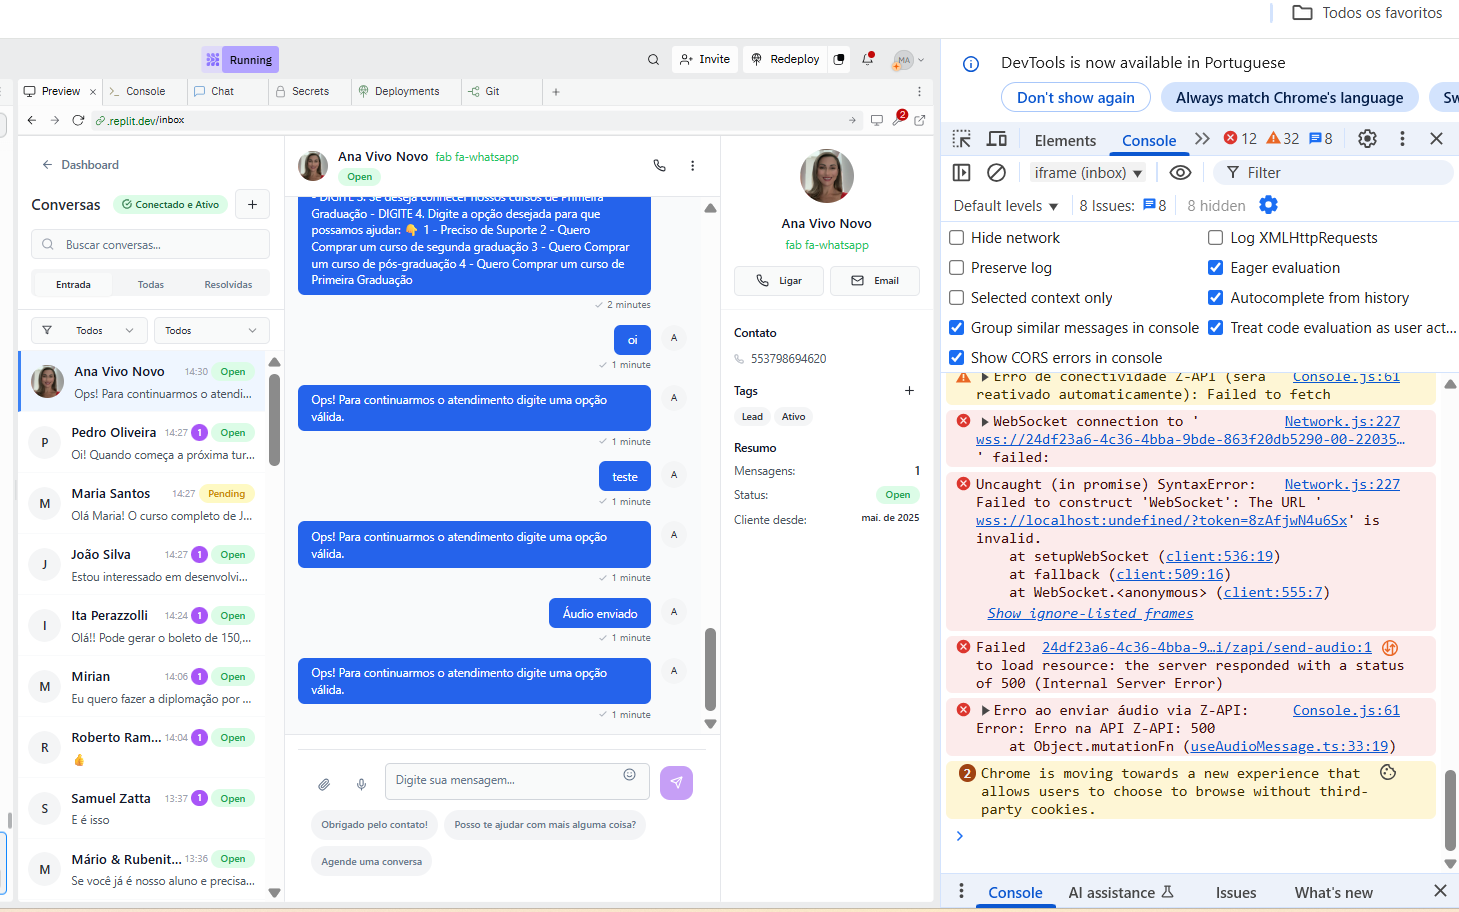 Todos os favoritos
Running
Invite
Redeploy
MA
Preview
Console
Chat
Secrets
Deployments
Git
.replit.dev/inbox
2
Dashboard
Conversas
Conectado e Ativo
Buscar conversas...
Entrada
Todas
Resolvidas
Todos
Todos
Ana Vivo Novo
14:30
Open
Ops! Para continuarmos o atendi...
P
Pedro Oliveira
14:27
1
Open
Oi! Quando começa a próxima tur...
M
Maria Santos
14:27
Pending
Olá Maria! O curso completo de J...
J
João Silva
14:27
1
Open
Estou interessado em desenvolvi...
I
Ita Perazzolli
14:24
1
Open
Olá!! Pode gerar o boleto de 150,...
M
Mirian
14:06
1
Open
Eu quero fazer a diplomação por ...
R
Roberto Ram...
14:04
1
Open
👍
S
Samuel Zatta
13:37
1
Open
E é isso
M
Mário & Rubenit...
13:36
Open
Se você já é nosso aluno e precisa...
Ana Vivo Novo
fab fa-whatsapp
Open
- DIGITE 3. Se deseja conhecer nossos cursos de Primeira
Graduação - DIGITE 4. Digite a opção desejada para que
possamos ajudar: 👇 1 - Preciso de Suporte 2 - Quero
Comprar um curso de segunda graduação 3 - Quero Comprar
um curso de pós-graduação 4 - Quero Comprar um curso de
Primeira Graduação
2 minutes
oi
A
1 minute
Ops! Para continuarmos o atendimento digite uma opção
válida.
A
1 minute
teste
A
1 minute
Ops! Para continuarmos o atendimento digite uma opção
válida.
A
1 minute
Áudio enviado
A
1 minute
Ops! Para continuarmos o atendimento digite uma opção
válida.
A
1 minute
Digite sua mensagem...
Obrigado pelo contato!
Posso te ajudar com mais alguma coisa?
Agende uma conversa
Ana Vivo Novo
fab fa-whatsapp
Ligar
Email
Contato
553798694620
Tags
Lead
Ativo
Resumo
Mensagens:
1
Status:
Open
Cliente desde:
mai. de 2025
DevTools is now available in Portuguese
Don't show again
Always match Chrome's language
Sw
Elements
Console
12
32
8
iframe (inbox)
Filter
Default levels
8 Issues:
8
8 hidden
Hide network
Log XMLHttpRequests
Preserve log
Eager evaluation
Selected context only
Autocomplete from history
Group similar messages in console
Treat code evaluation as user act...
Show CORS errors in console
Erro de conectividade Z-API (será
Console.js:61
reativado automaticamente): Failed to fetch
WebSocket connection to '
Network.js:227
wss://24df23a6-4c36-4bba-9bde-863f20db5290-00-22035…
' failed:
Uncaught (in promise) SyntaxError:
Network.js:227
Failed to construct 'WebSocket': The URL '
wss://localhost:undefined/?token=8zAfjwN4u6Sx' is
invalid.
at setupWebSocket (client:536:19)
at fallback (client:509:16)
at WebSocket.<anonymous> (client:555:7)
Show ignore-listed frames
Failed
24df23a6-4c36-4bba-9…i/zapi/send-audio:1
to load resource: the server responded with a status
of 500 (Internal Server Error)
Erro ao enviar áudio via Z-API:
Console.js:61
Error: Erro na API Z-API: 500
at Object.mutationFn (useAudioMessage.ts:33:19)
2
Chrome is moving towards a new experience that
allows users to choose to browse without third-
party cookies.
Console
AI assistance
Issues
What's new